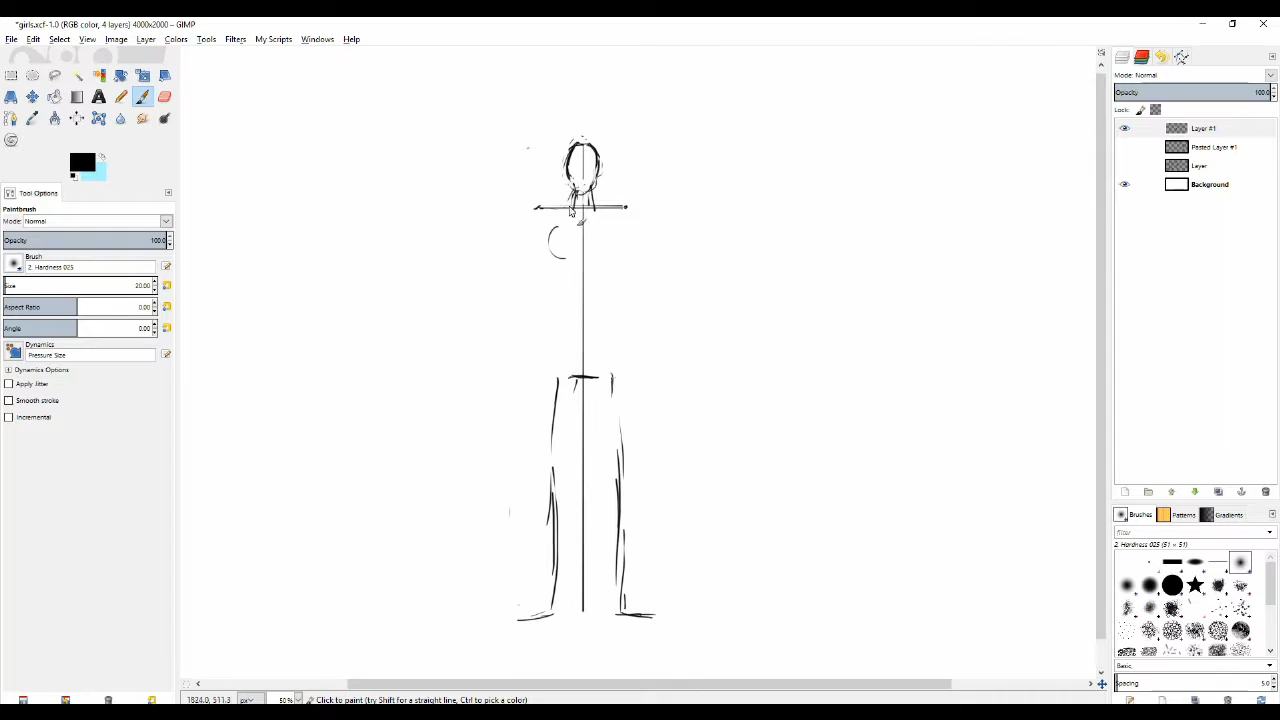 *girls.xcf-1.0 (RGB color, 4 layers) 4000x2000 – GIMP
File Edit Select View Image Layer Colors Tools Filters My Scripts Windows Help
Tool Options
Paintbrush
Mode: Normal
Opacity 100.0
Brush
2. Hardness 025
Size 20.00
Aspect Ratio 0.00
Angle 0.00
Dynamics
Pressure Size
Dynamics Options
Apply Jitter
Smooth stroke
Incremental
1824.0, 511.3 px 50% Click to paint (try Shift for a straight line, Ctrl to pick a color)
Mode: Normal
Opacity 100.0
Lock:
Layer #1
Pasted Layer #1
Layer
Background
Brushes Patterns Gradients
filter
2. Hardness 025 (51 × 51)
Basic,
Spacing 5.0